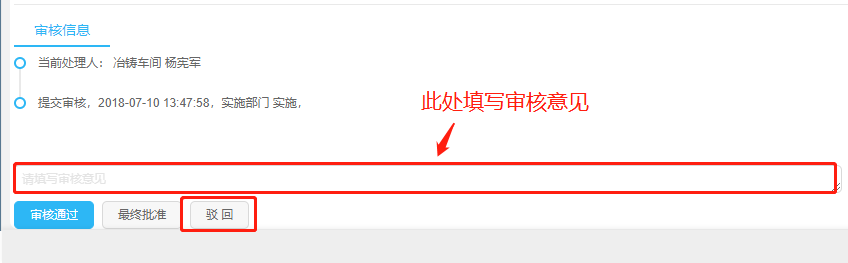 审核信息
当前处理人： 冶铸车间 杨宪军
提交审核，2018-07-10 13:47:58，实施部门 实施，
此处填写审核意见
请填写审核意见
审核通过 最终批准 驳 回